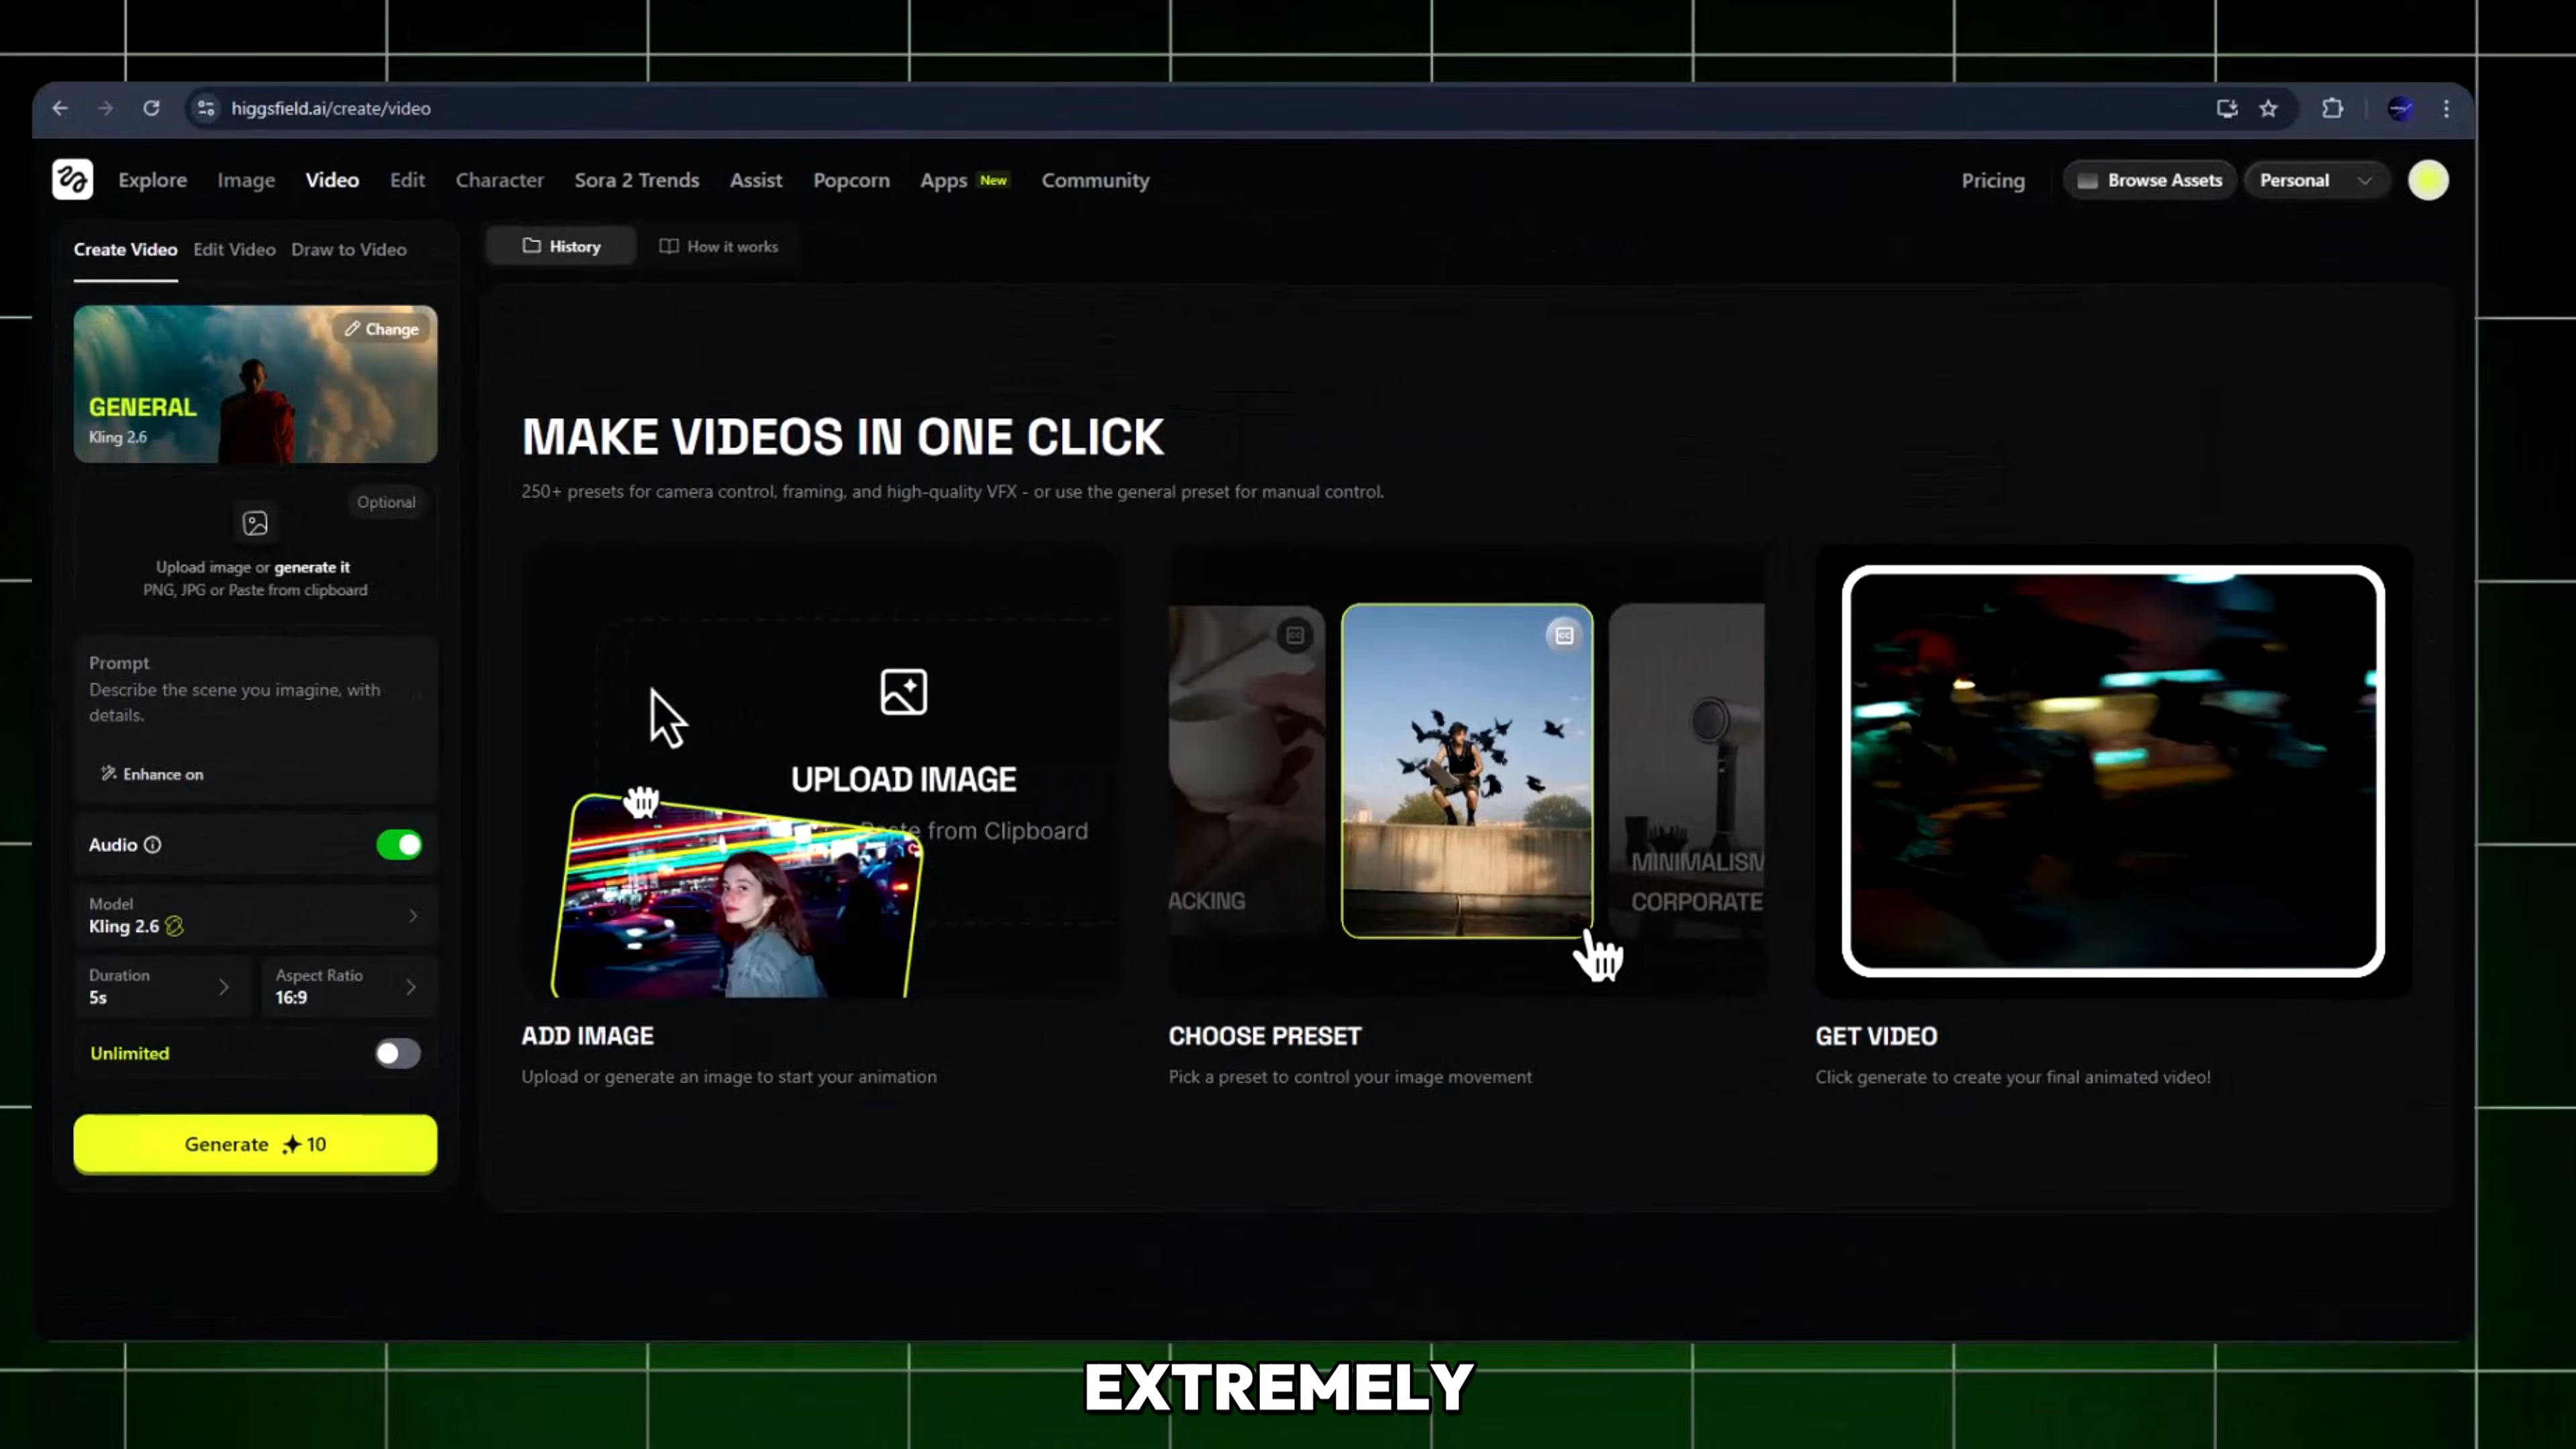 higgsfield.ai/create/video
Explore Image Video Edit Character Sora 2 Trends Assist Popcorn Apps New Community Pricing Browse Assets Personal
Create Video Edit Video Draw to Video
History How it works
Change
GENERAL
Kling 2.6
Optional
Upload image or generate it
PNG, JPG or Paste from clipboard
Prompt
Describe the scene you imagine, with
details.
Enhance on
Audio
Model
Kling 2.6
Duration
5s
Aspect Ratio
16:9
Unlimited
Generate 10
MAKE VIDEOS IN ONE CLICK
250+ presets for camera control, framing, and high-quality VFX - or use the general preset for manual control.
UPLOAD IMAGE
from Clipboard
ADD IMAGE
Upload or generate an image to start your animation
ACKING
CC
CC
MINIMALISM
CORPORATE
CHOOSE PRESET
Pick a preset to control your image movement
GET VIDEO
Click generate to create your final animated video!
EXTREMELY